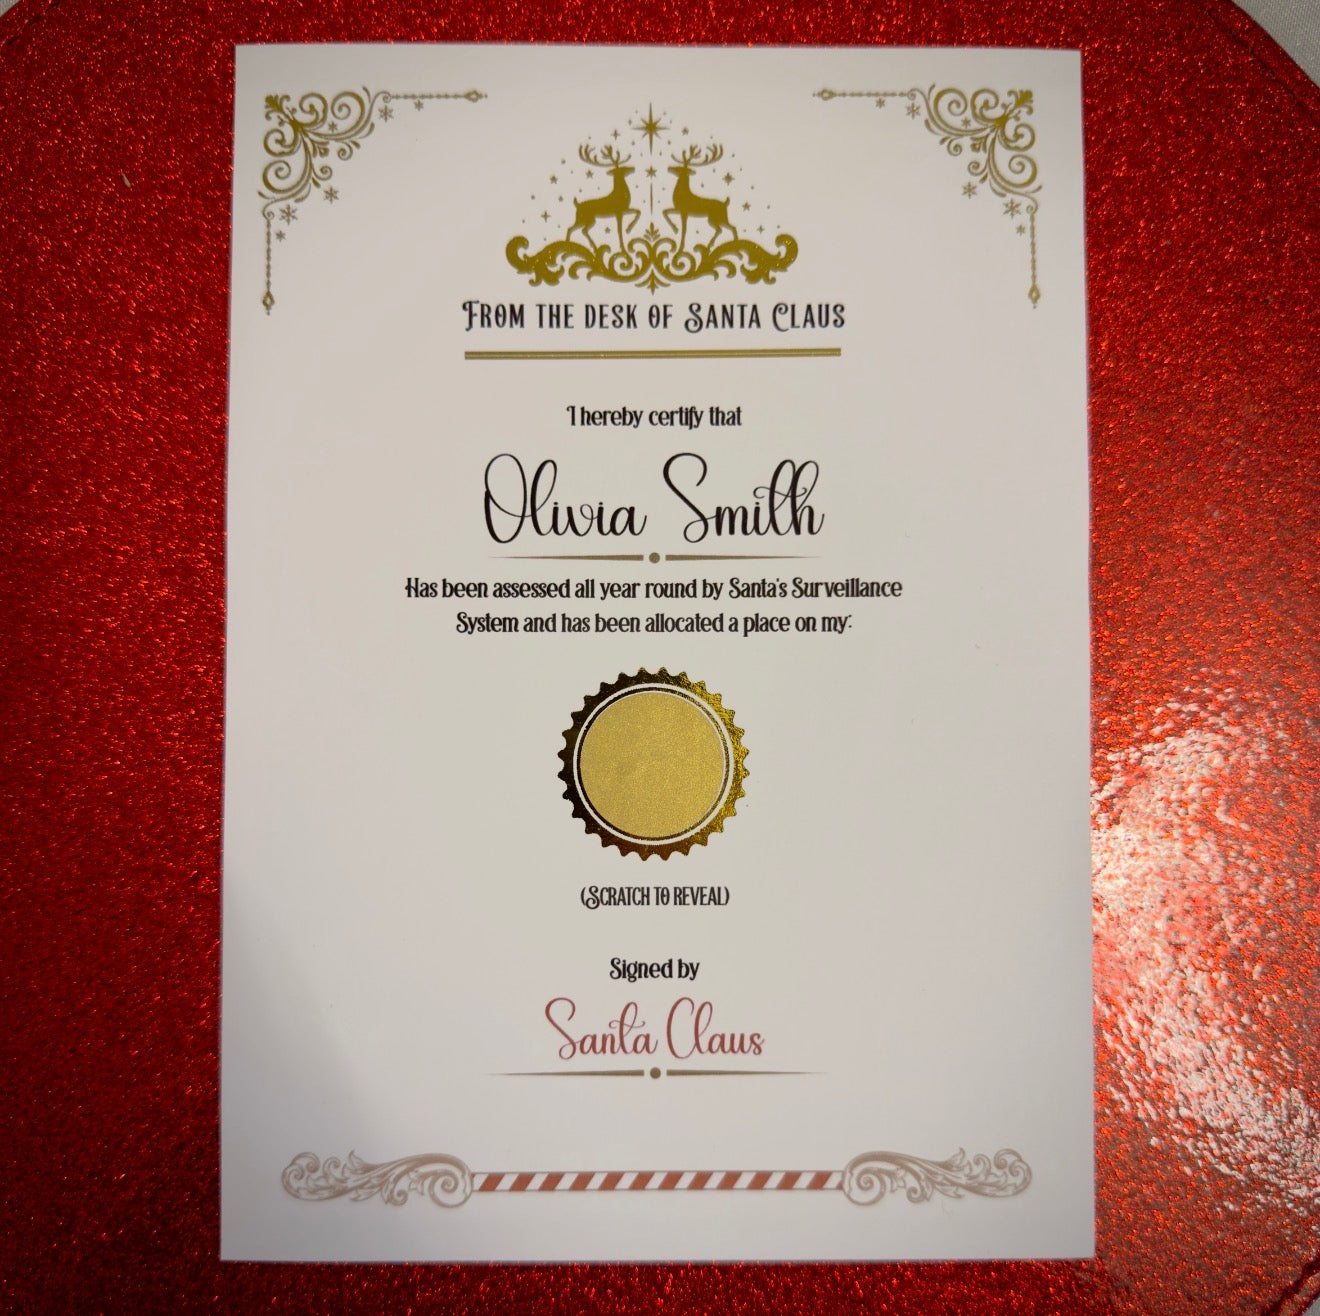 From the desk of Santa Claus
I hereby certify that
Olivia Smith
Has been assessed all year round by Santa's Surveillance
System and has been allocated a place on my:
(Scratch to reveal)
Signed by
Santa Claus